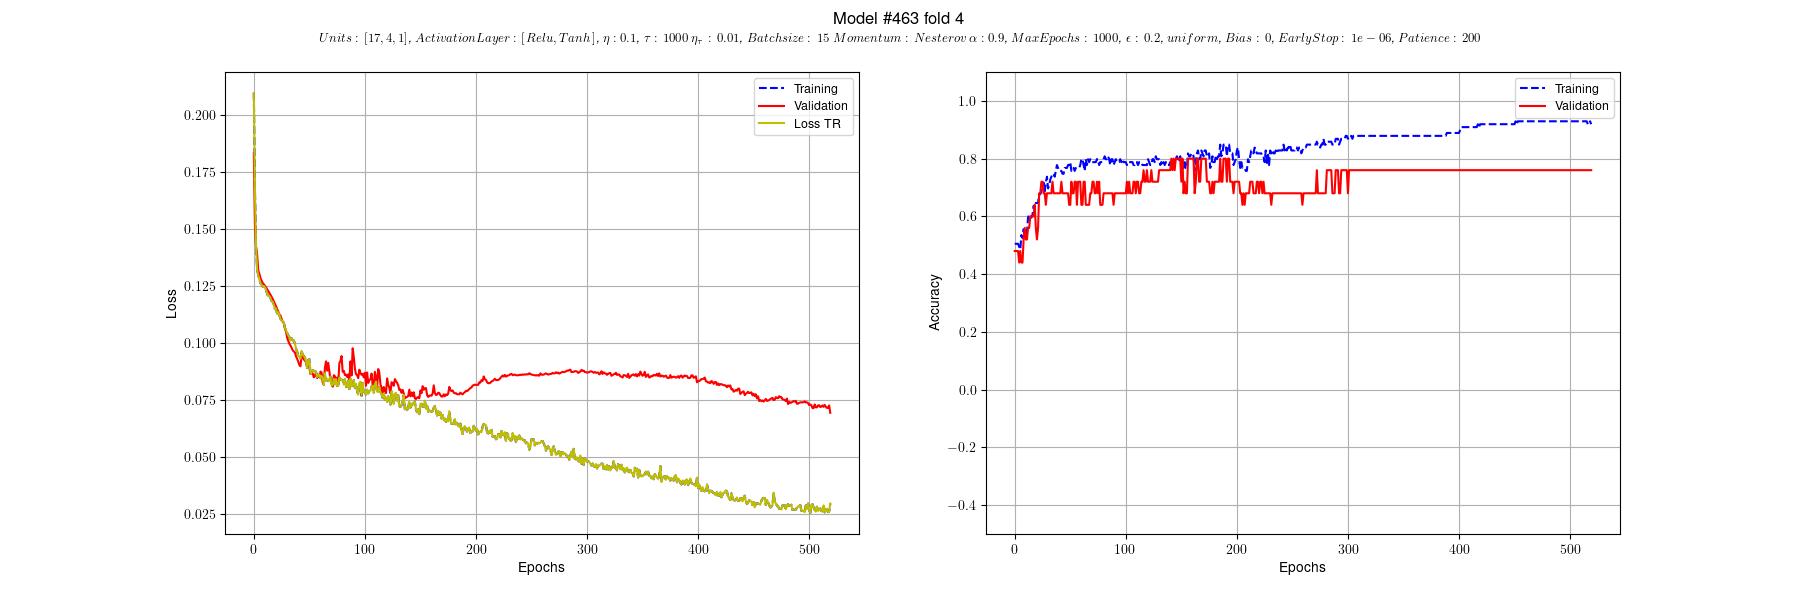 Model #463 fold 4
Units : [17, 4, 1], ActivationLayer : [Relu, Tanh], η : 0.1, τ : 1000 ητ : 0.01, Batchsize : 15 Momentum : Nesterov α : 0.9, MaxEpochs : 1000, ϵ : 0.2, uniform, Bias : 0, EarlyStop : 1e − 06, Patience : 200
Training
Validation
Loss TR
0.200
0.175
0.150
0.125
0.100
0.075
0.050
0.025
Loss
0 100 200 300 400 500
Epochs
Training
Validation
1.0
0.8
0.6
0.4
0.2
0.0
−0.2
−0.4
Accuracy
0 100 200 300 400 500
Epochs